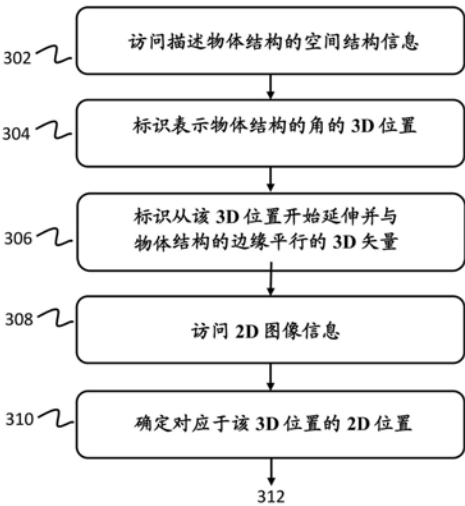 302
访问描述物体结构的空间结构信息
304
标识表示物体结构的角的 3D 位置
306
标识从该 3D 位置开始延伸并与
物体结构的边缘平行的 3D 矢量
308
访问 2D 图像信息
310
确定对应于该 3D 位置的 2D 位置
312